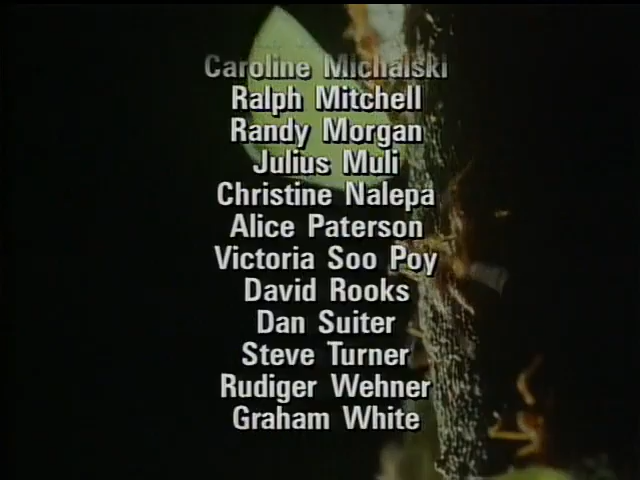 Caroline Michalski
Ralph Mitchell
Randy Morgan
Julius Muli
Christine Nalepa
Alice Paterson
Victoria Soo Poy
David Rooks
Dan Suiter
Steve Turner
Rudiger Wehner
Graham White